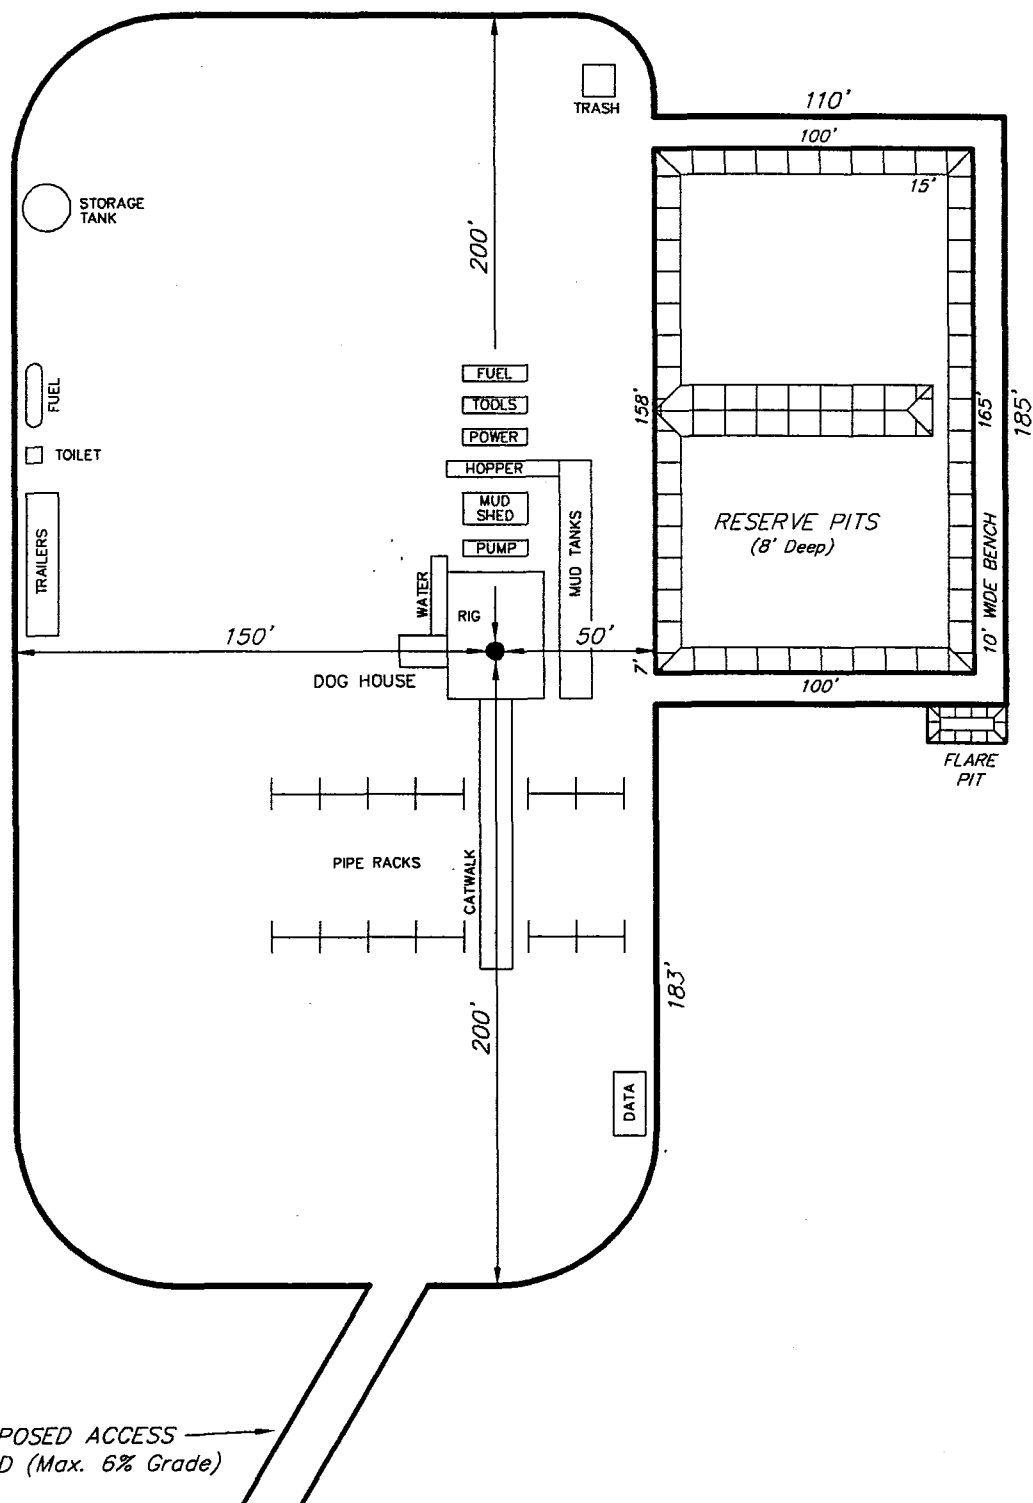 TRASH
110'
100'
15'
STORAGE
TANK
200'
FUEL
FUEL
TOOLS
158'
165'
185'
POWER
TOILET
HOPPER
MUD
SHED
MUD TANKS
RESERVE PITS
(8' Deep)
TRAILERS
PUMP
WATER
10' WIDE BENCH
RIG
150'
50'
7'
DOG HOUSE
100'
FLARE
PIT
PIPE RACKS
CATWALK
183'
200'
DATA
POSED ACCESS
D (Max. 6% Grade)